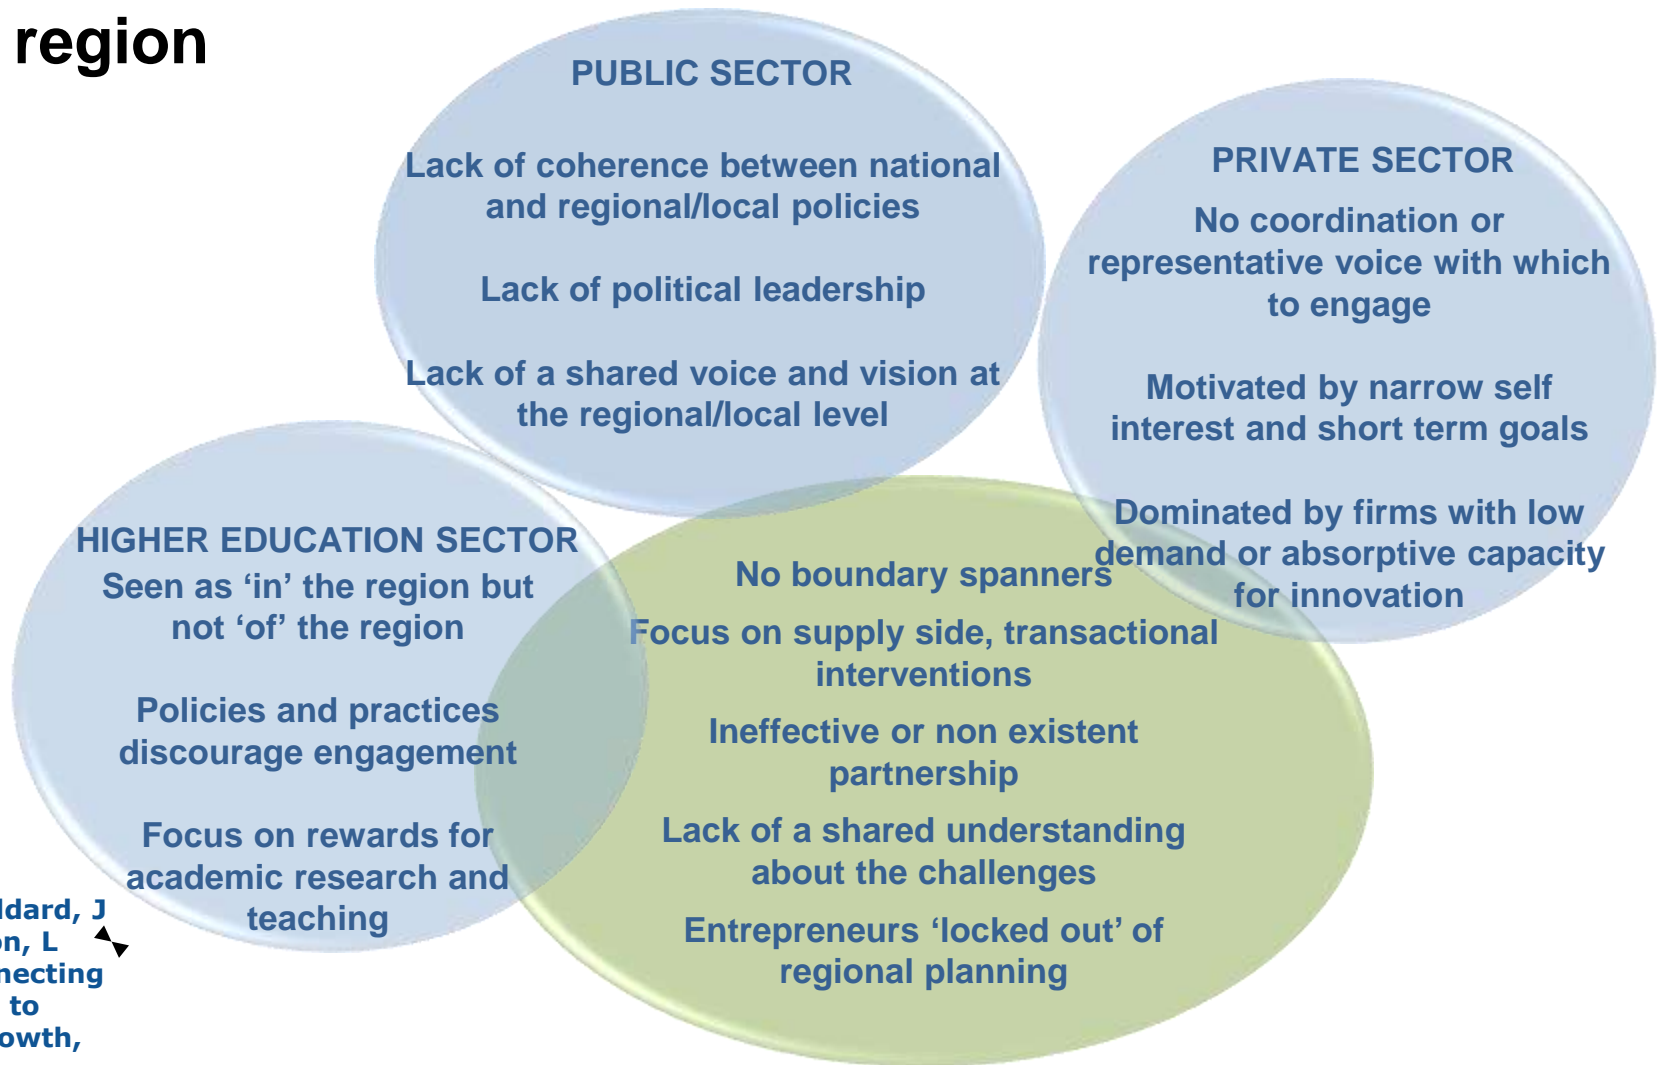 region
PUBLIC SECTOR
Lack of coherence between national
and regional/local policies
Lack of political leadership
Lack of a shared voice and vision at
the regional/local level
PRIVATE SECTOR
No coordination or
representative voice with which
to engage
Motivated by narrow self
interest and short term goals
Dominated by firms with low
demand or absorptive capacity
for innovation
HIGHER EDUCATION SECTOR
Seen as ‘in’ the region but
not ‘of’ the region
Policies and practices
discourage engagement
Focus on rewards for
academic research and
teaching
No boundary spanners
Focus on supply side, transactional
interventions
Ineffective or non existent
partnership
Lack of a shared understanding
about the challenges
Entrepreneurs ‘locked out’ of
regional planning
ldard, J
on, L
necting
to
owth,